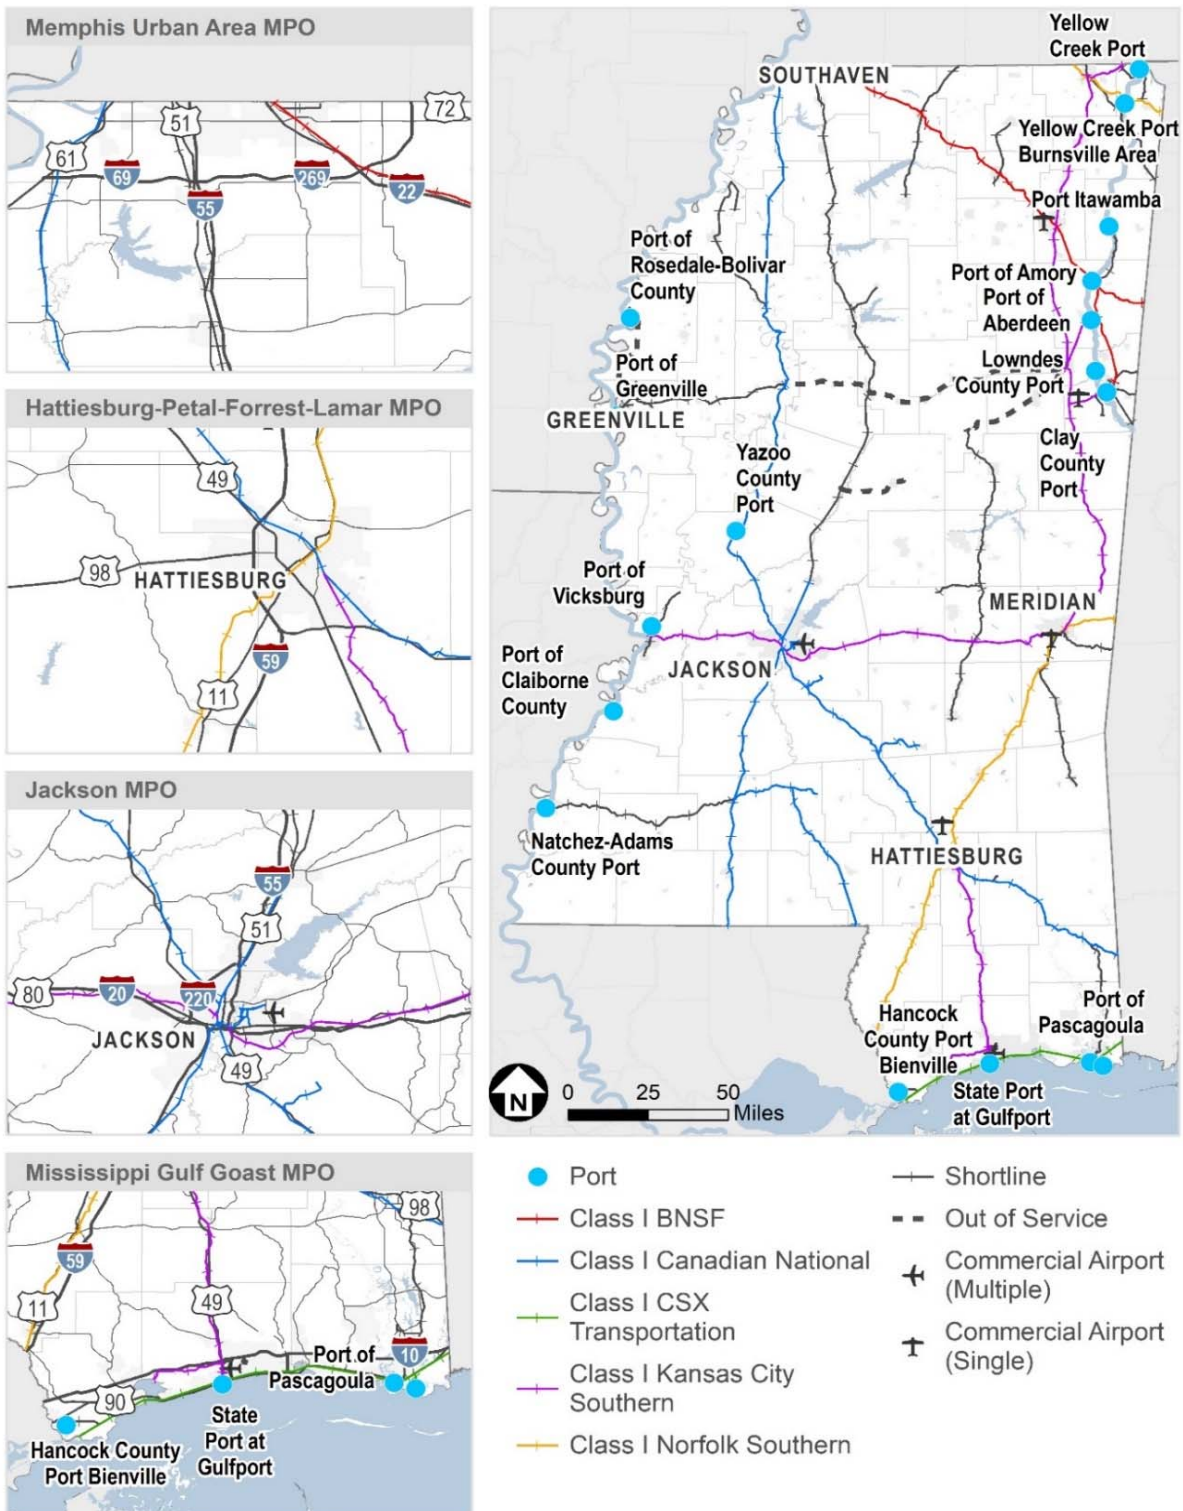 Memphis Urban Area MPO
72
51
61
69
269
22
55
Hattiesburg-Petal-Forrest-Lamar MPO
49
98
HATTIESBURG
59
11
Jackson MPO
55
51
80
20
220
JACKSON
49
Mississippi Gulf Goast MPO
98
59
11
49
10
Port of
Pascagoula
90
State
Port at
Gulfport
Hancock County
Port Bienville
Yellow
Creek Port
SOUTHAVEN
Yellow Creek Port
Burnsville Area
Port Itawamba
Port of
Rosedale-Bolivar
County
Port of Amory
Port of
Aberdeen
Port of
Greenville
Lowndes
County Port
GREENVILLE
Clay
County
Port
Yazoo
County
Port
Port of
Vicksburg
MERIDIAN
Port of
Claiborne
County
JACKSON
Natchez-Adams
County Port
HATTIESBURG
Hancock
County Port
Bienville
Port of
Pascagoula
State Port
at Gulfport
N
0 25 50
Miles
Port
Class I BNSF
Class I Canadian National
Class I CSX
Transportation
Class I Kansas City
Southern
Class I Norfolk Southern
Shortline
Out of Service
Commercial Airport
(Multiple)
Commercial Airport
(Single)